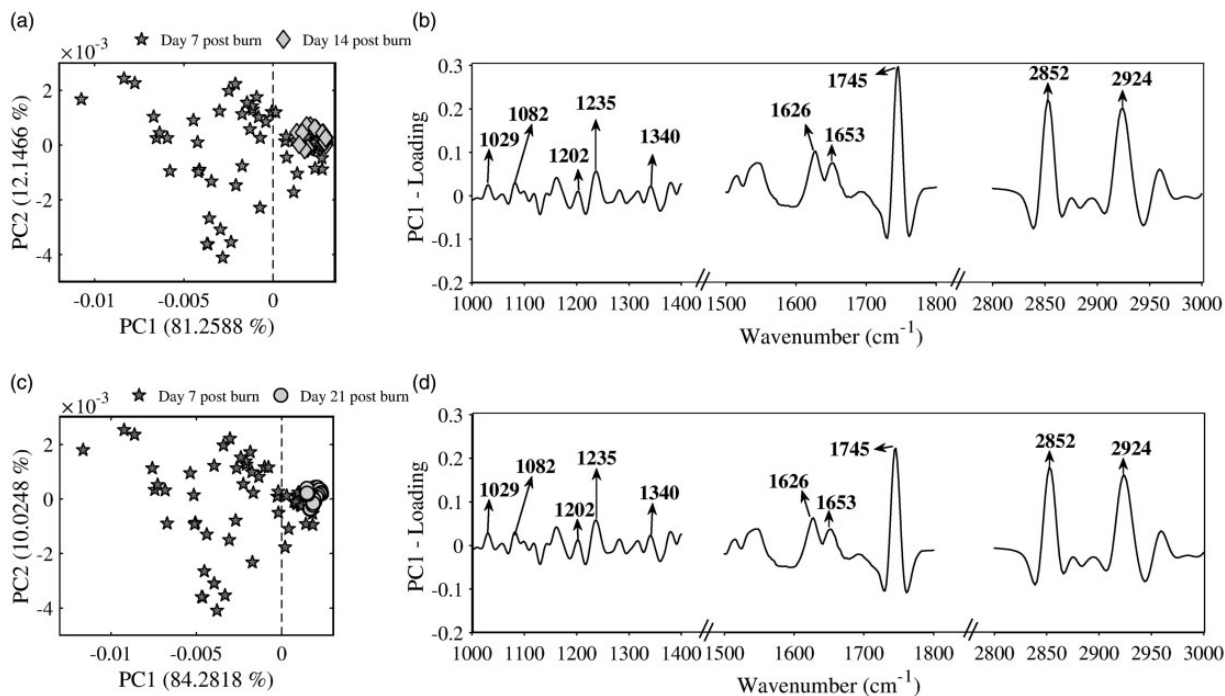 (a)
Day 7 post burn Day 14 post burn
×10⁻³
2
0
-2
-4
PC2 (12.1466 %)
-0.01 -0.005 0
PC1 (81.2588 %)
(b)
0.3
0.2
0.1
0
-0.1
0.2
PC1 - Loading
1029 1082 1202 1235 1340 1626 1653 1745 2852 2924
1000 1100 1200 1300 1400 1500 1600 1700 1800 2800 2850 2900 2950 3000
Wavenumber (cm⁻¹)
(c)
Day 7 post burn Day 21 post burn
×10⁻³
2
0
-2
-4
PC2 (10.0248 %)
-0.01 -0.005 0
PC1 (84.2818 %)
(d)
0.3
0.2
0.1
0
-0.1
0.2
PC1 - Loading
1029 1082 1202 1235 1340 1626 1653 1745 2852 2924
1000 1100 1200 1300 1400 1500 1600 1700 1800 2800 2850 2900 2950 3000
Wavenumber (cm⁻¹)